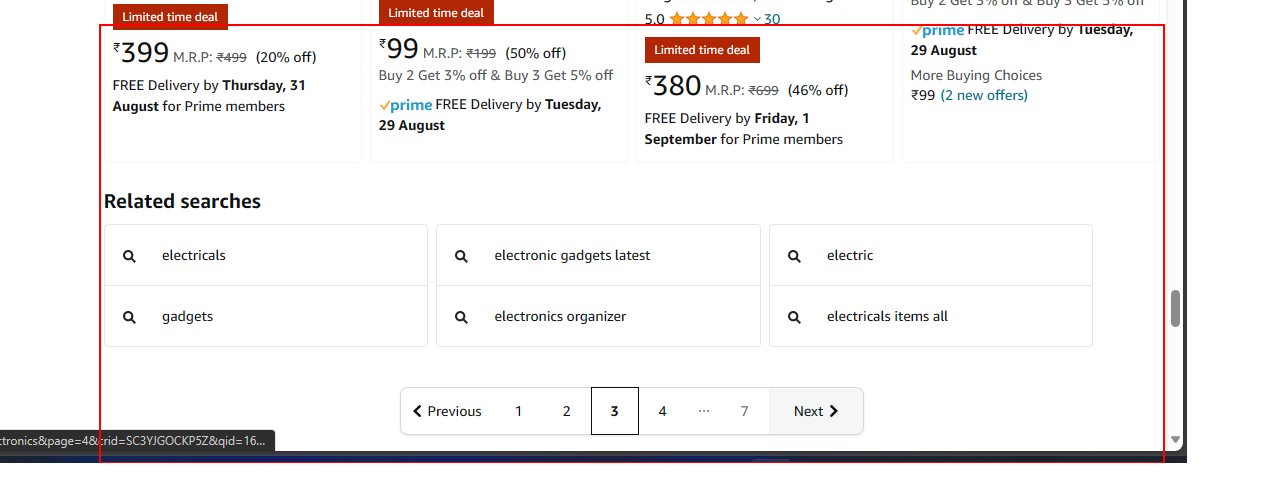 Limited time deal
₹399 M.R.P: ₹499 (20% off)
FREE Delivery by Thursday, 31
August for Prime members
Limited time deal
₹99 M.R.P: ₹199 (50% off)
Buy 2 Get 3% off & Buy 3 Get 5% off
prime FREE Delivery by Tuesday,
29 August
5.0 30
Limited time deal
₹380 M.R.P: ₹699 (46% off)
FREE Delivery by Friday, 1
September for Prime members
Buy 2 Get 3% off & Buy 3 Get 5% off
prime FREE Delivery by Tuesday,
29 August
More Buying Choices
₹99 (2 new offers)
Related searches
electricals
electronic gadgets latest
electric
gadgets
electronics organizer
electricals items all
Previous 1 2 3 4 ... 7 Next
ctronics&page=4&crid=SC3YJGOCKP5Z&qid=16...